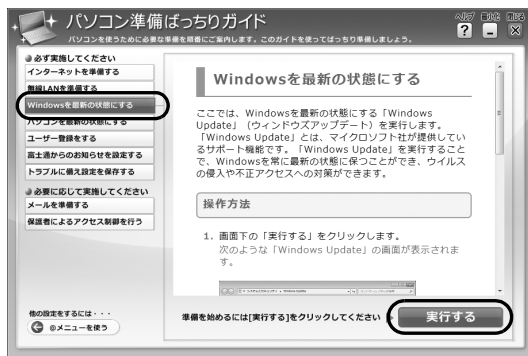 パソコン準備ばっちりガイド
パソコンを使うために必要な準備を順番にご案内します。このガイドを使ってばっちり準備しましょう。
ヘルプ 最小化 閉じる
必ず実施してください
インターネットを準備する
無線LANを準備する
Windowsを最新の状態にする
パソコンを最新の状態にする
ユーザー登録をする
富士通からのお知らせを設定する
トラブルに備え設定を保存する
必要に応じて実施してください
メールを準備する
保護者によるアクセス制御を行う
他の設定をするには・・・
@メニューを使う
Windowsを最新の状態にする
ここでは、Windowsを最新の状態にする「Windows
Update」(ウィンドウズアップデート)を実行します。
「Windows Update」とは、マイクロソフト社が提供してい
るサポート機能です。「Windows Update」を実行すること
で、Windowsを常に最新の状態に保つことができ、ウイルス
の侵入や不正アクセスへの対策ができます。
操作方法
1. 画面下の「実行する」をクリックします。
次のような「Windows Update」の画面が表示されま
す。
準備を始めるには[実行する]をクリックしてください
実行する